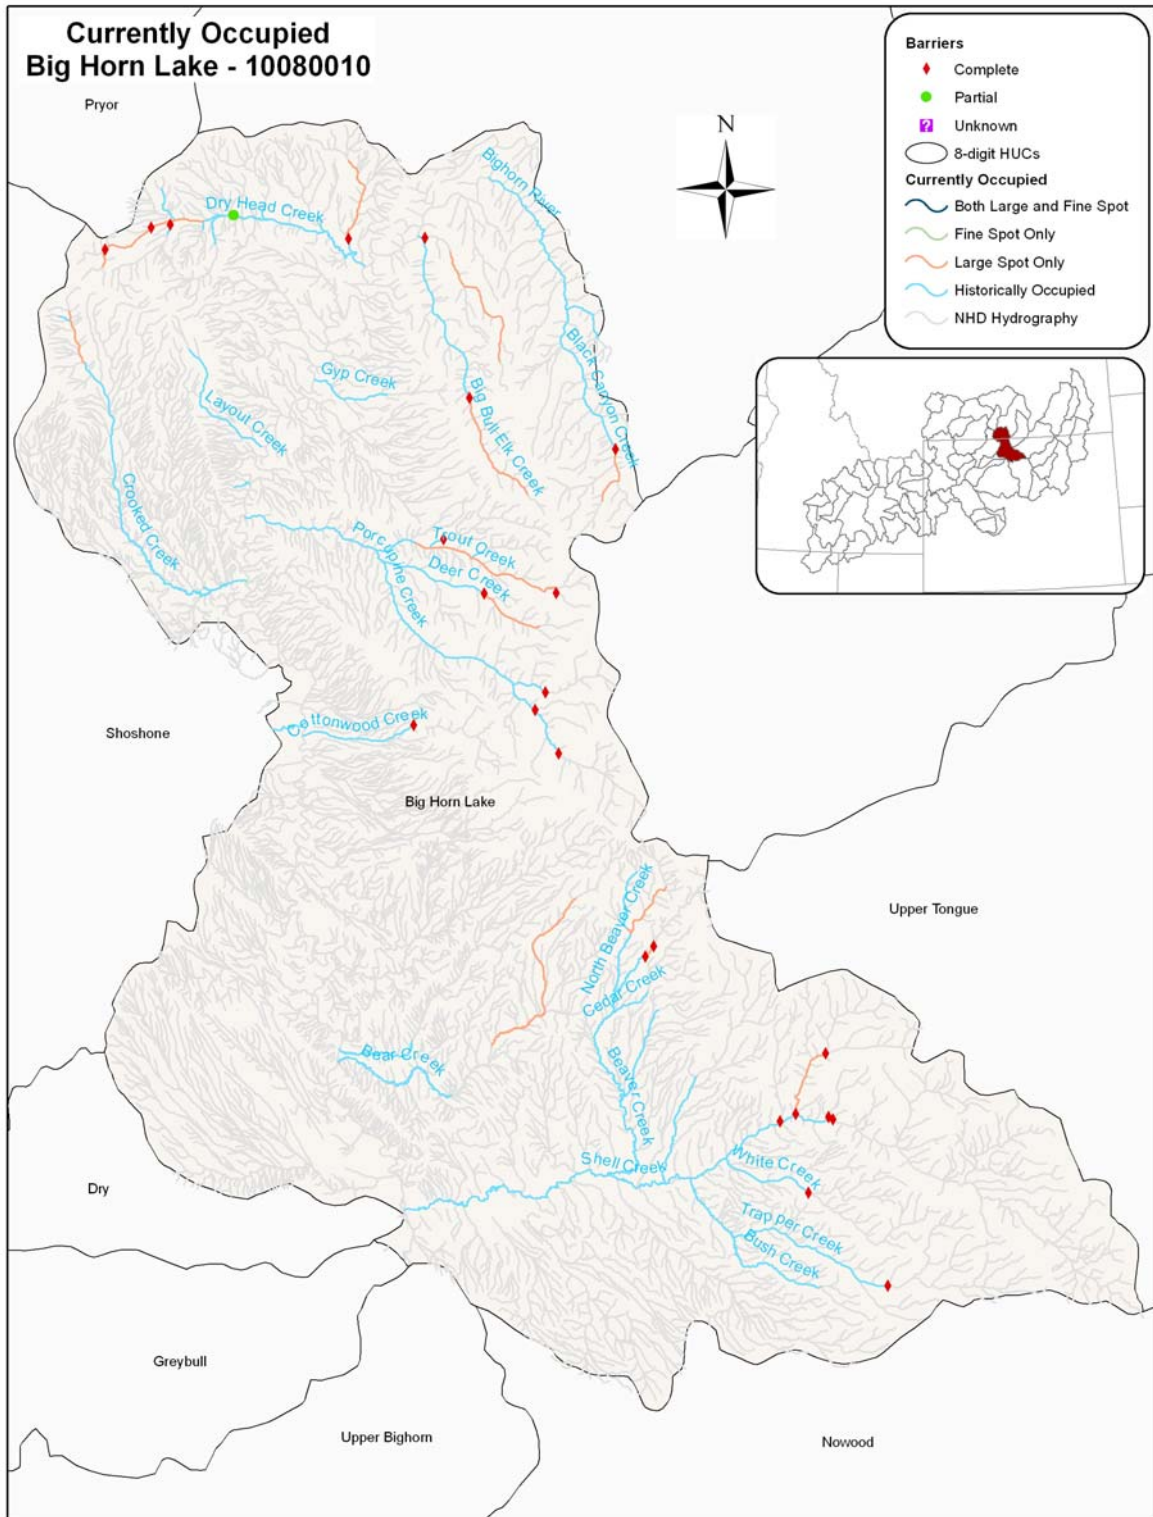 Currently Occupied
Big Horn Lake - 10080010
Pryor
N
Barriers
Complete
Partial
? Unknown
8-digit HUCs
Currently Occupied
Both Large and Fine Spot
Fine Spot Only
Large Spot Only
Historically Occupied
NHD Hydrography
Bighorn River
Dry Head Creek
Black Canyon Creek
Gyp Creek
Layout Creek
Big Bull Elk Creek
Crooked Creek
Trout Creek
Porcupine Creek
Deer Creek
Cottonwood Creek
Shoshone
Big Horn Lake
Upper Tongue
North Beaver Creek
Cedar Creek
Bear Creek
Beaver Creek
Shell Creek
White Creek
Dry
Trapper Creek
Bush Creek
Greybull
Upper Bighorn
Nowood